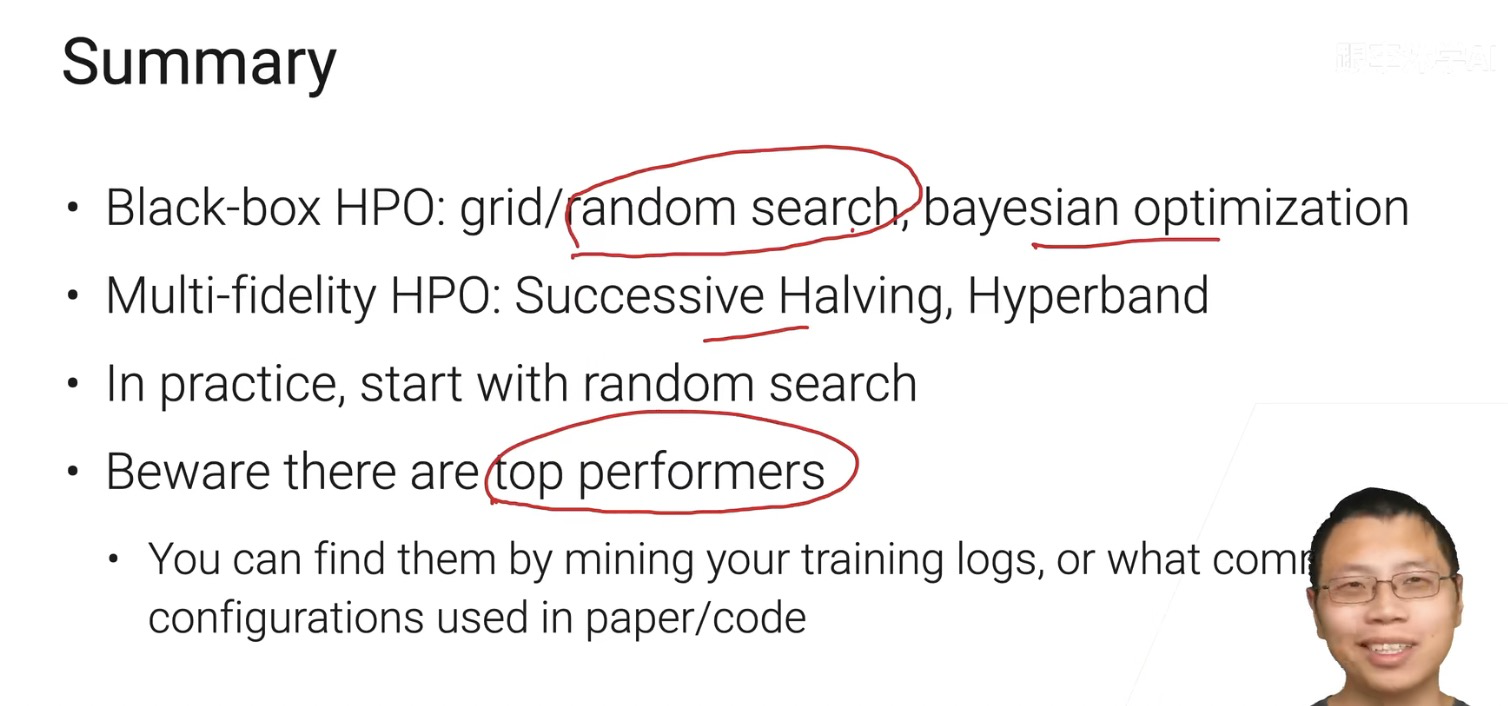 Summary
• Black-box HPO: grid/random search, bayesian optimization
• Multi-fidelity HPO: Successive Halving, Hyperband
• In practice, start with random search
• Beware there are top performers
• You can find them by mining your training logs, or what
configurations used in paper/code